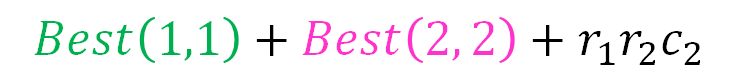 Best(1,1) + Best(2, 2) + r₁r₂c₂